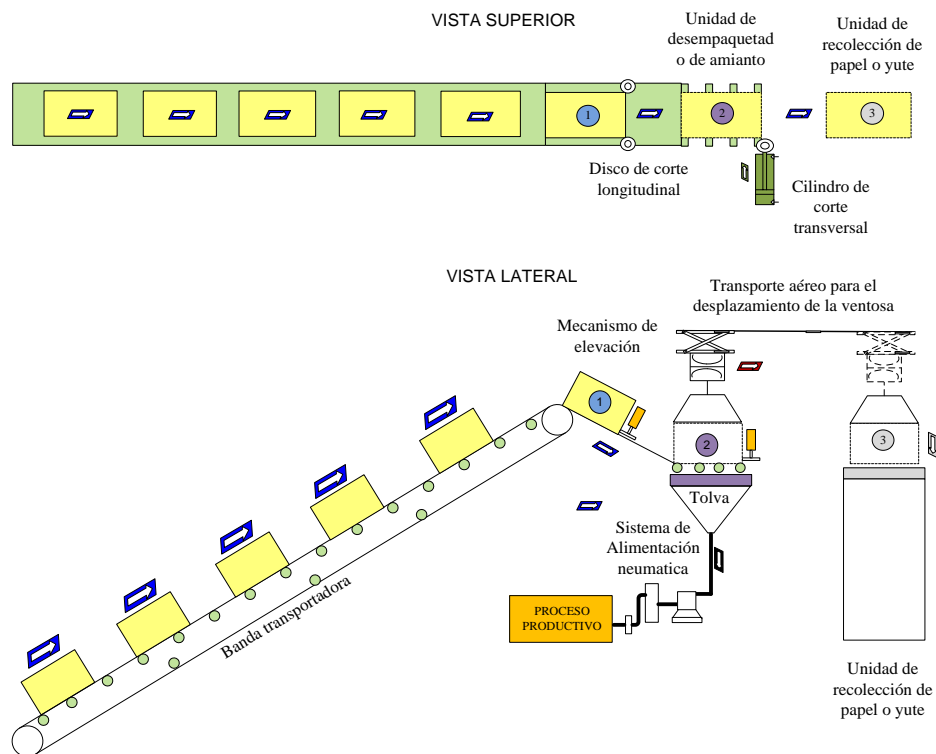 VISTA SUPERIOR
Unidad de
desempaquetad
o de amianto
Unidad de
recolección de
papel o yute
1
2
3
Disco de corte
longitudinal
Cilindro de
corte
transversal
VISTA LATERAL
Transporte aéreo para el
desplazamiento de la ventosa
Mecanismo de
elevación
1
2
3
Tolva
Sistema de
Alimentación
neumatica
Banda transportadora
PROCESO
PRODUCTIVO
Unidad de
recolección de
papel o yute